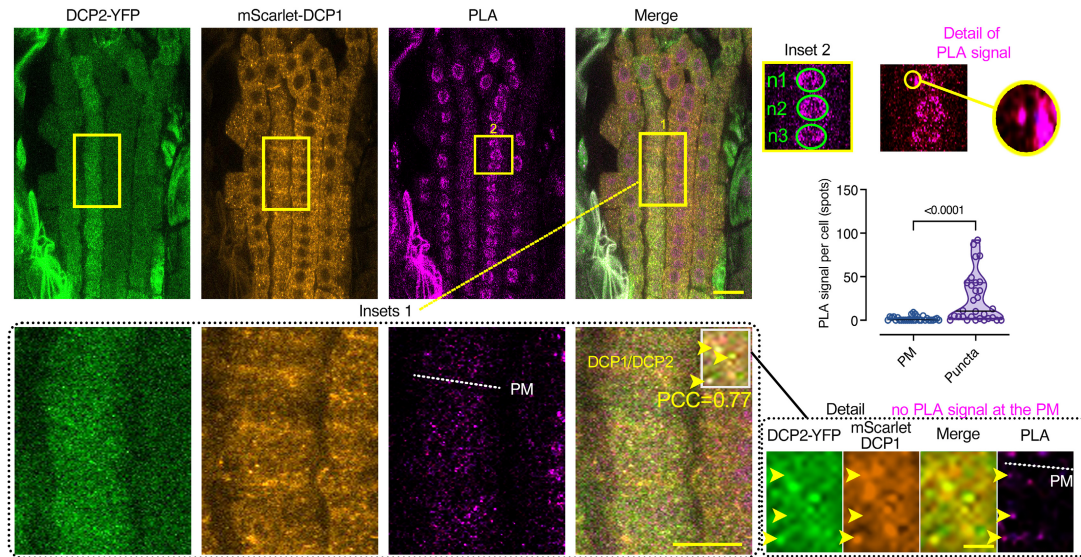 DCP2-YFP
mScarlet-DCP1
PLA
Merge
2
1
Inset 2
n1
n2
n3
Detail of
PLA signal
PLA signal per cell (spots)
150
100
50
0
<0.0001
PM
Puncta
Insets 1
PM
DCP1/DCP2
PCC=0.77
Detail
no PLA signal at the PM
DCP2-YFP
mScarlet
DCP1
Merge
PLA
PM